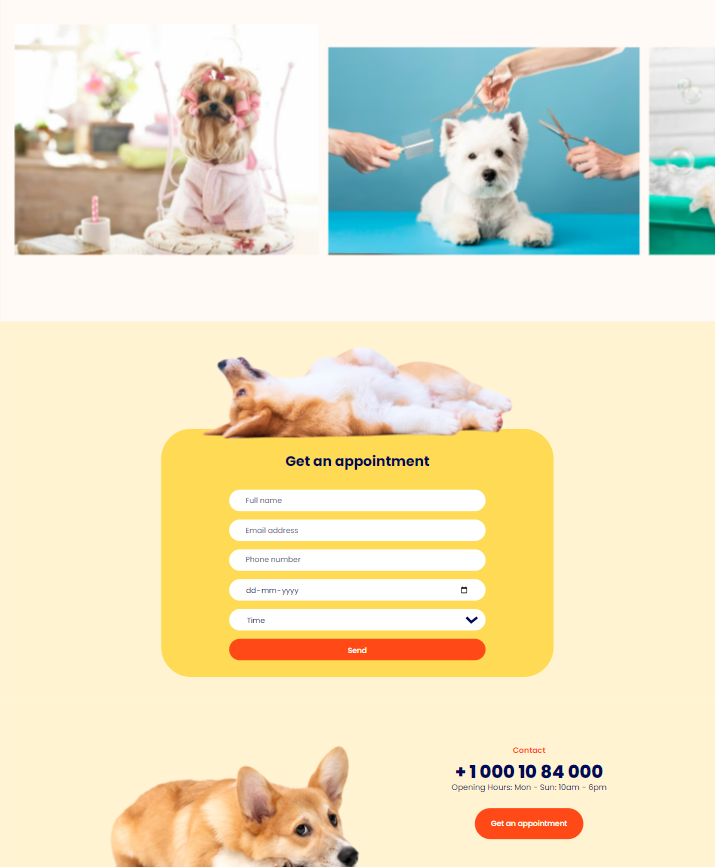 Get an appointment
Full name
Email address
Phone number
dd-mm-yyyy
Time
Send
Contact
+ 1 000 10 84 000
Opening Hours: Mon - Sun: 10am - 6pm
Get an appointment